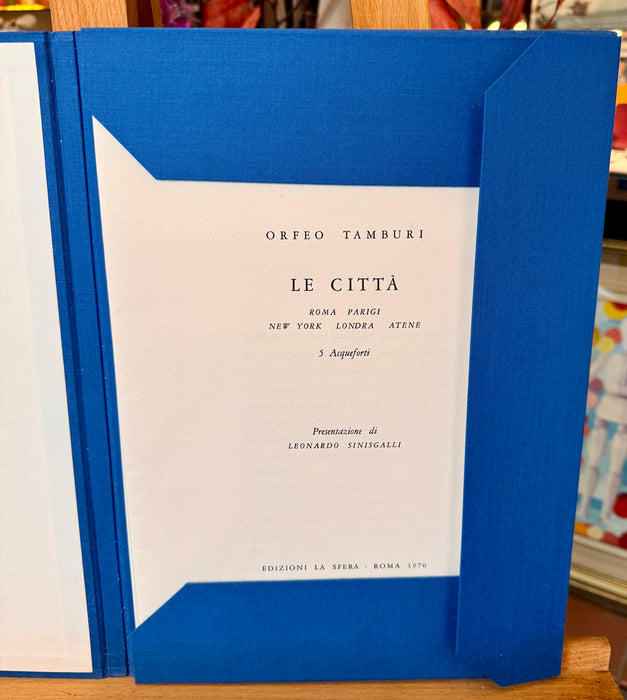 ORFEO TAMBURI
LE CITTÀ
ROMA PARIGI
NEW YORK LONDRA ATENE
5 Acqueforti
Presentazione di
LEONARDO SINISGALLI
EDIZIONI LA SFERA - ROMA 1970